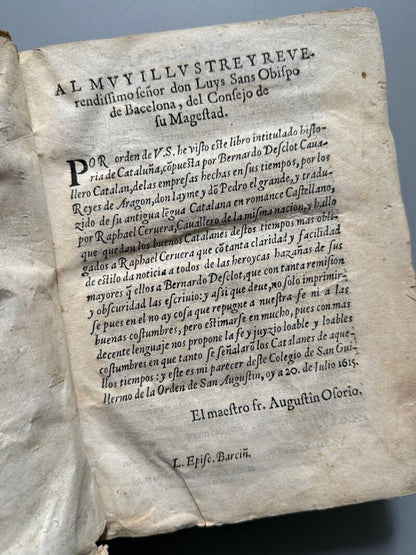 AL MVY ILLVSTRE Y REVE-
rendissimo señor don Luys Sans Obispo
de Bacelona, del Consejo de
su Magestad.
POR orden de V.S. he visto este libro intitulado histo-
ria de Cataluña, cõpuesta por Bernardo Desclot Caua-
llero Catalan, delas empresas hechas en sus tiempos, por los
Reyes de Aragon, don Iayme y dõ Pedro el grande, y tradu-
zido de su antigua lẽgua Catalana en romance Castellano,
por Raphael Ceruera, Cauallero de la misma nacion, y hallo
que quedan los buenos Catalanes destos tiempos mas obli-
gados a Raphael Ceruera que cõ tanta claridad y facilidad
de estilo da noticia a todos de las heroycas hazañas de sus
mayores q̃ ellos a Bernardo Desclot, que con tanta remision
y obscuridad las escriuio: y assi que deue, no solo imprimir-
se pues en el no ay cosa que repugne a nuestra fe ni a las
buenas costumbres, pero estimarse en mucho, pues con mas
decente lenguaje nos propone la fe y juyzio loable y loables
costumbres en que tanto se señalarõ los Catalanes de aque-
llos tiempos: y este es mi parecer deste Colegio de San Gui-
llermo de la Orden de San Augustin, oy a 20. de Iulio 1615.
El maestro fr. Augustin Osorio.
L. Episc. Barciñ.